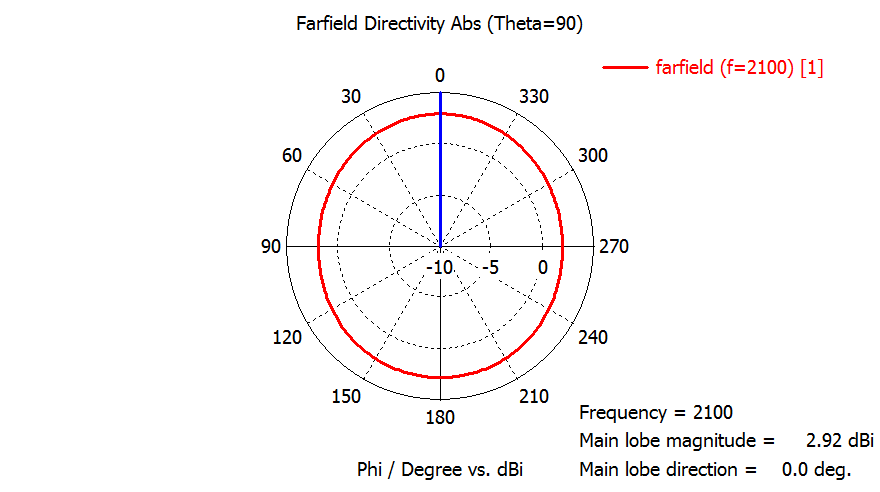 Farfield Directivity Abs (Theta=90)
farfield (f=2100) [1]
0
30
330
60
300
90
270
-10
-5
0
120
240
150
210
180
Frequency = 2100
Main lobe magnitude = 2.92 dBi
Phi / Degree vs. dBi
Main lobe direction = 0.0 deg.